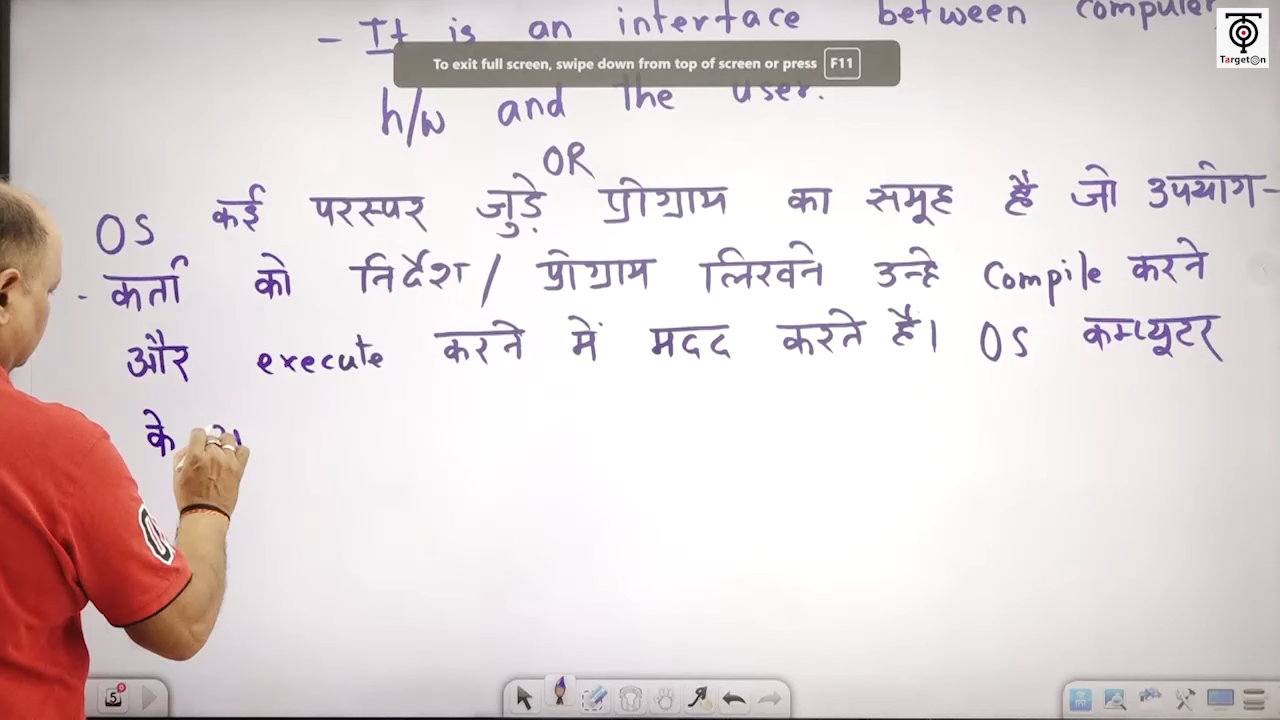 - It is an interface between computer
To exit full screen, swipe down from top of screen or press F11
h/w and the user.
OR
OS कई परस्पर जुड़े प्रोग्राम का समूह है जो उपयोग-
- कर्ता को निर्देश / प्रोग्राम लिखने उन्हे Compile करने
और execute करने में मदद करते है। OS कम्प्यूटर
के
TargetOn
5